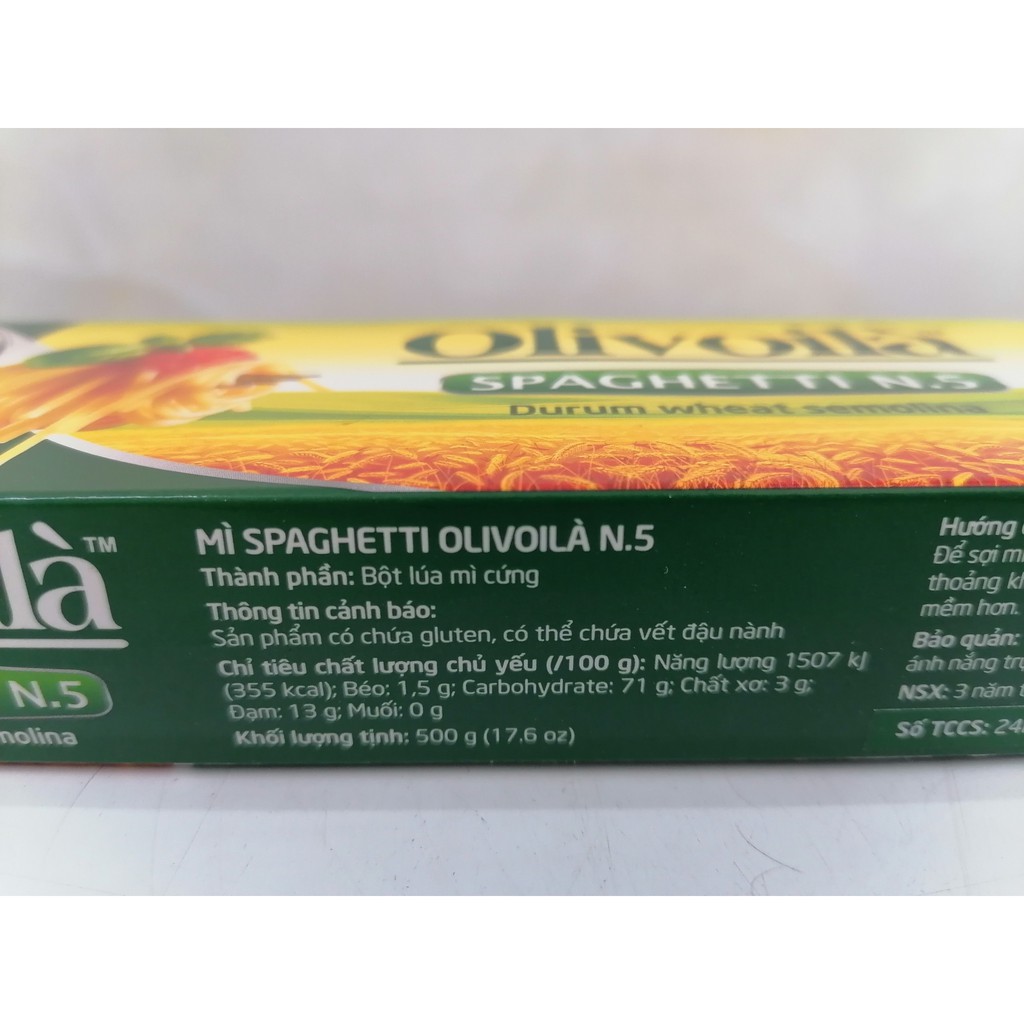 Olivoilà
SPAGHETTI N.5
Durum wheat semolina
là™
N.5
molina
MÌ SPAGHETTI OLIVOILÀ N.5
Thành phần: Bột lúa mì cứng
Thông tin cảnh báo:
Sản phẩm có chứa gluten, có thể chứa vết đậu nành
Chỉ tiêu chất lượng chủ yếu (/100 g): Năng lượng 1507 kJ
(355 kcal); Béo: 1,5 g; Carbohydrate: 71 g; Chất xơ: 3 g;
Đạm: 13 g; Muối: 0 g
Khối lượng tịnh: 500 g (17.6 oz)
Hướng
Để sợi m
thoảng kh
mềm hơn.
Bảo quản:
ánh nắng trự
NSX: 3 năm t
Số TCCS: 24